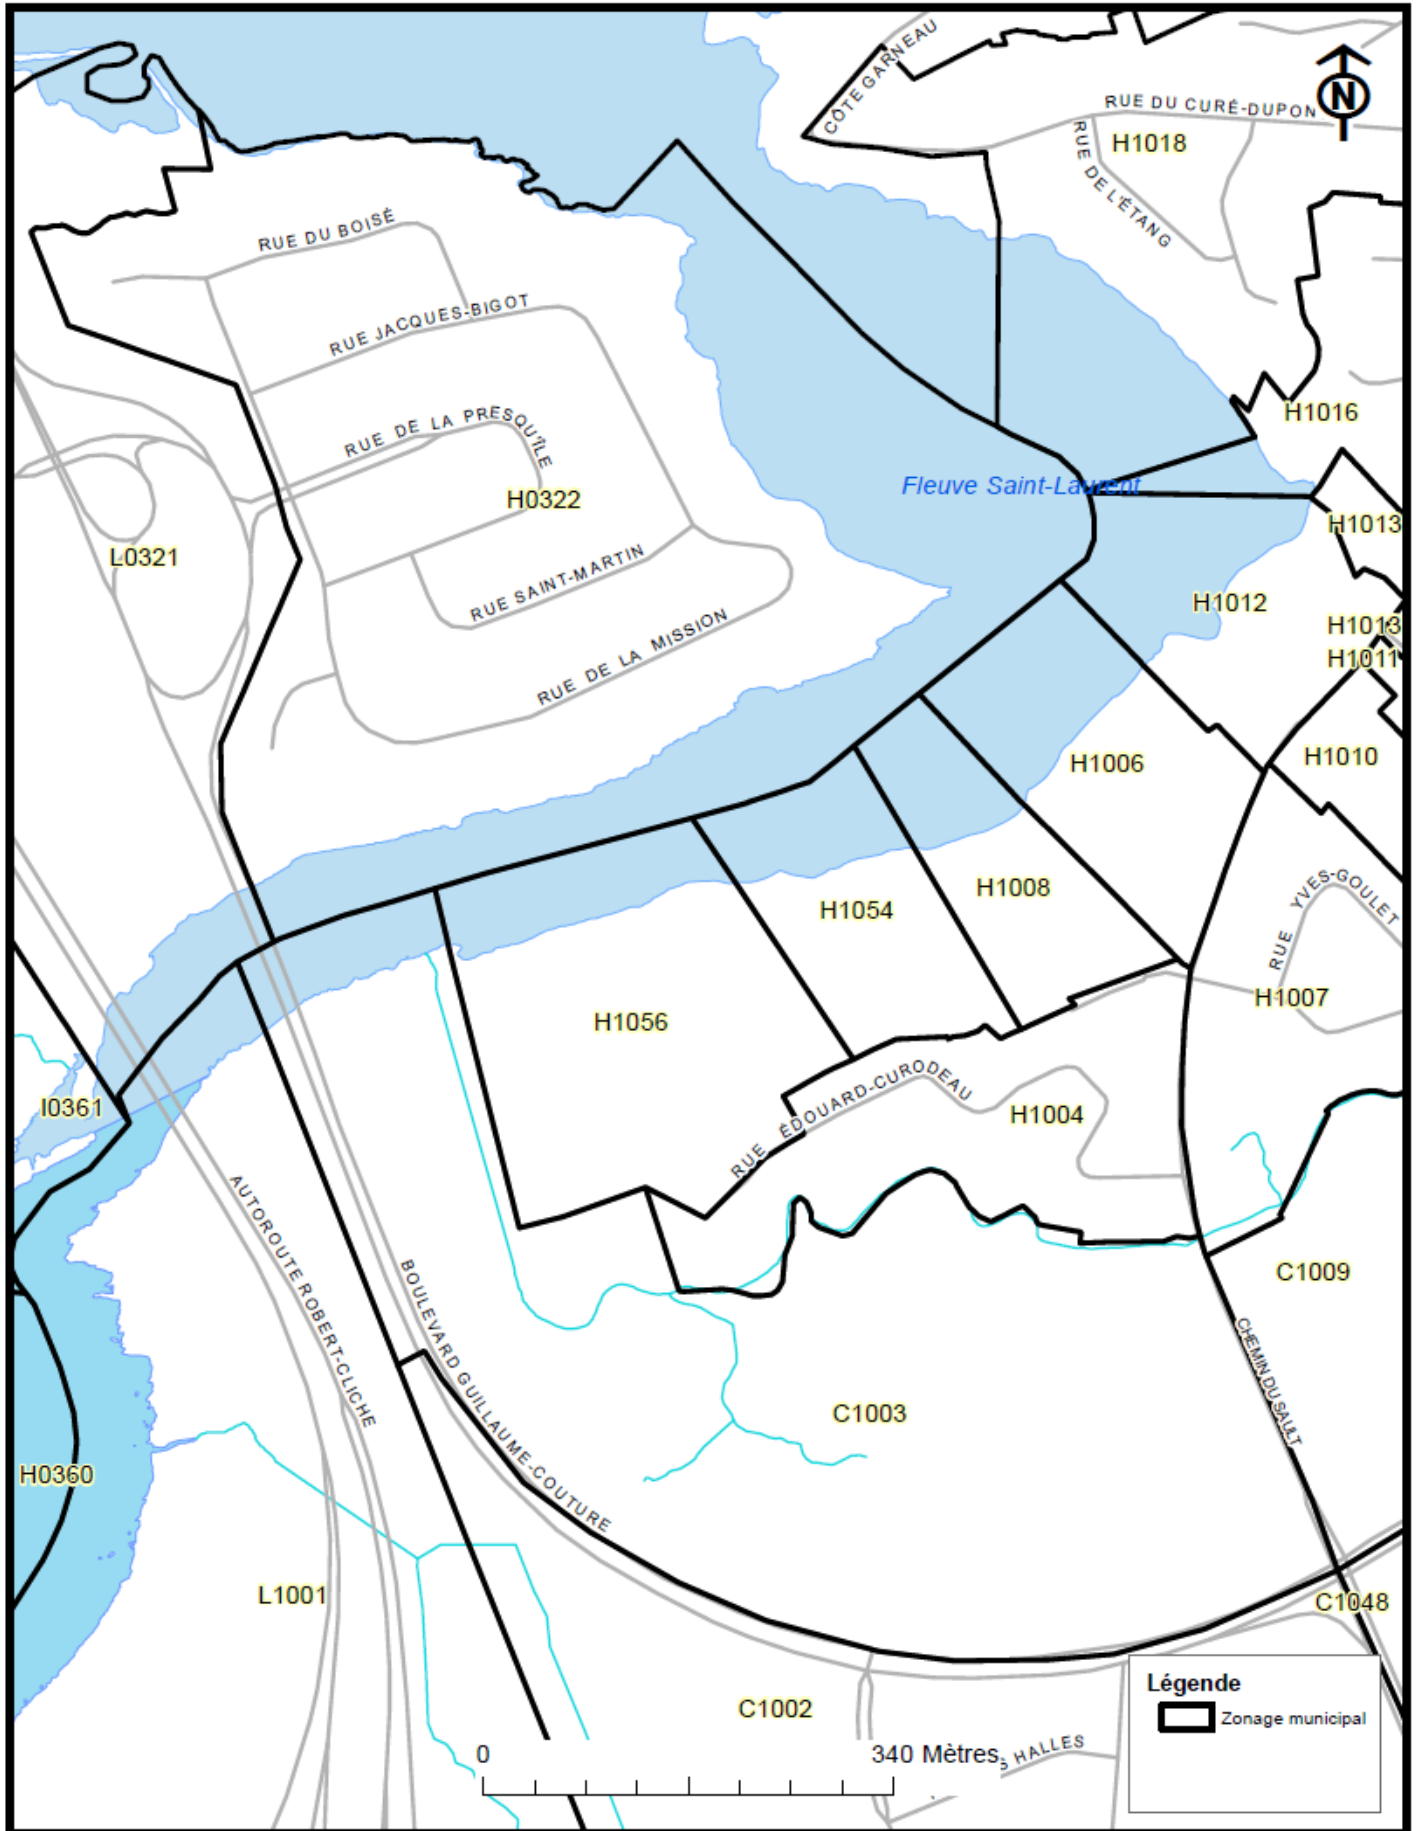 CÔTE GARNEAU
N
RUE DU CURÉ-DUPON
H1018
RUE DE L'ÉTANG
RUE DU BOISÉ
RUE JACQUES-BIGOT
RUE DE LA PRESQU'ÎLE
H1016
Fleuve Saint-Laurent
H0322
H1013
L0321
RUE SAINT-MARTIN
H1012
RUE DE LA MISSION
H1013
H1011
H1006
H1010
H1008
H1054
RUE YVES-GOULET
H1007
H1056
I0361
RUE ÉDOUARD-CURODEAU
H1004
AUTOROUTE ROBERT-CLICHE
BOULEVARD GUILLAUME-COUTURE
C1009
CHEMIN DU SAULT
C1003
H0360
L1001
C1048
C1002
Légende
Zonage municipal
0
340 Mètres
HALLES